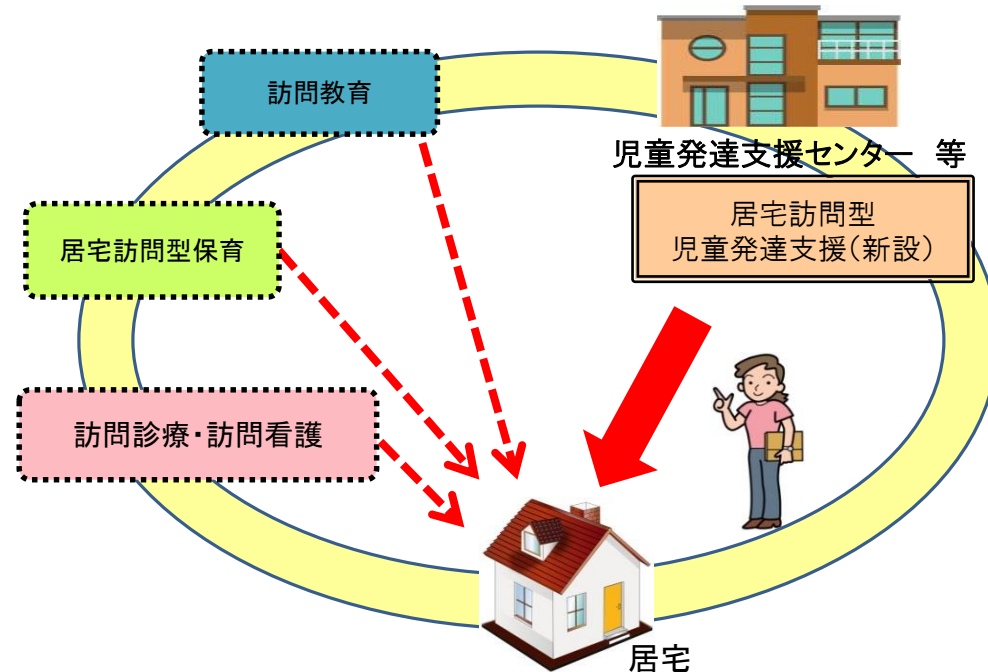 訪問教育
児童発達支援センター　等
居宅訪問型
児童発達支援(新設)
居宅訪問型保育
訪問診療・訪問看護
居宅